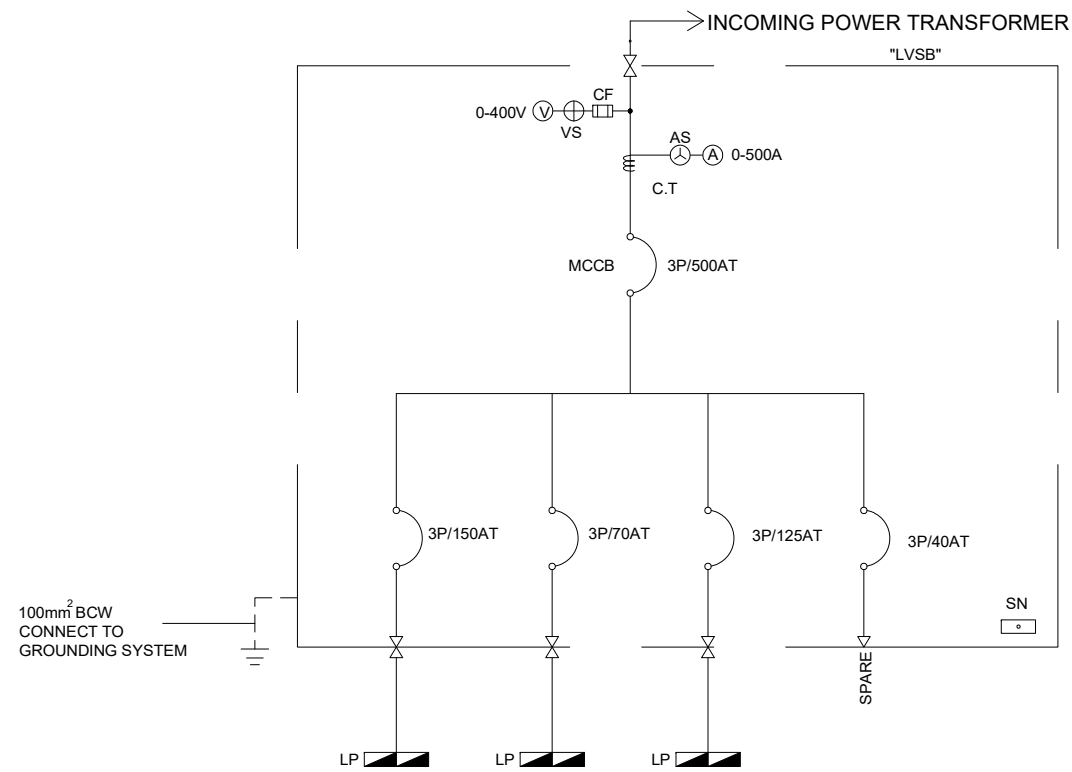 INCOMING POWER TRANSFORMER
"LVSB"
CF
0-400V V
VS
AS
A 0-500A
C.T
MCCB 3P/500AT
3P/150AT
3P/70AT
3P/125AT
3P/40AT
100mm² BCW
CONNECT TO
GROUNDING SYSTEM
SN
SPARE
LP
LP
LP